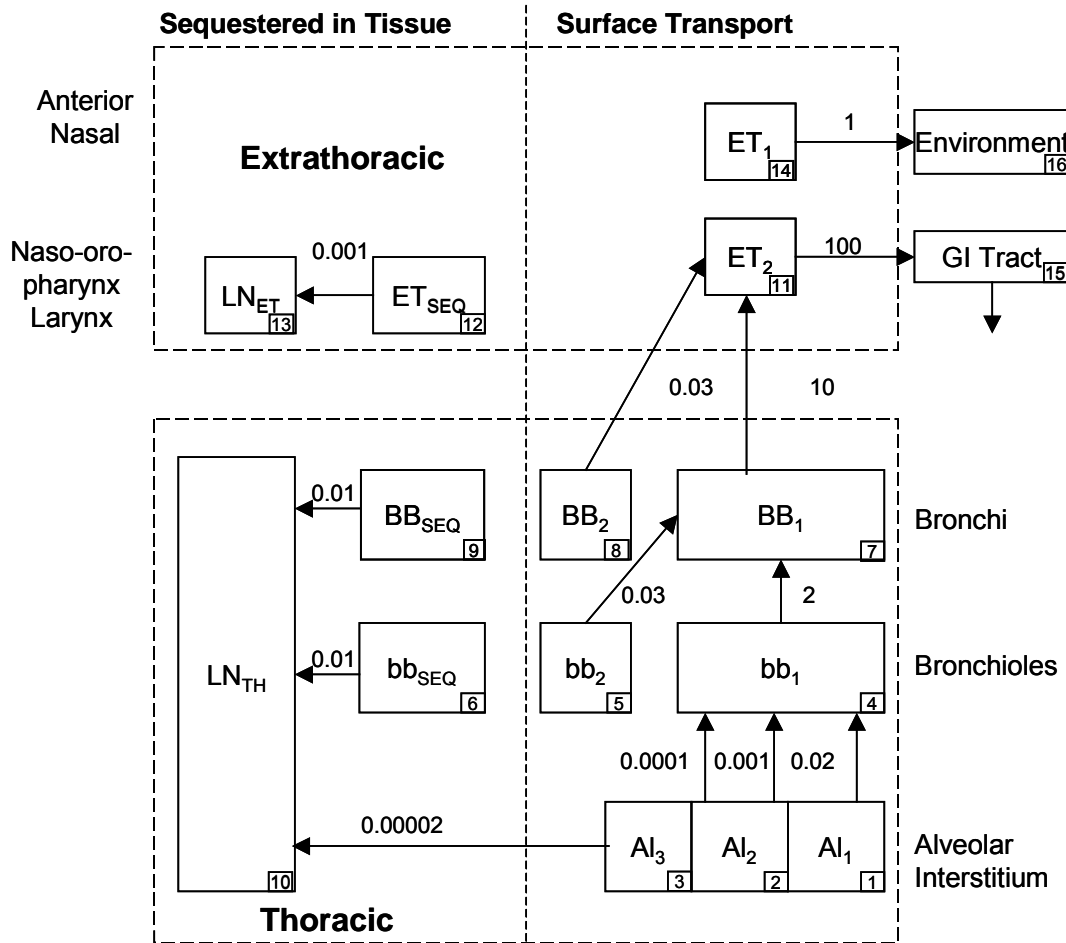 Sequestered in Tissue
Surface Transport
Anterior
Nasal
Extrathoracic
ET1
14
1
Environment
16
Naso-oro-
pharynx
Larynx
LNET
13
0.001
ETSEQ
12
ET2
11
100
GI Tract
15
0.03
10
LNTH
10
0.01
BBSEQ
9
BB2
8
BB1
7
Bronchi
0.03
2
0.01
bbSEQ
6
bb2
5
bb1
4
Bronchioles
0.0001
0.001
0.02
0.00002
AI3
3
AI2
2
AI1
1
Alveolar
Interstitium
Thoracic